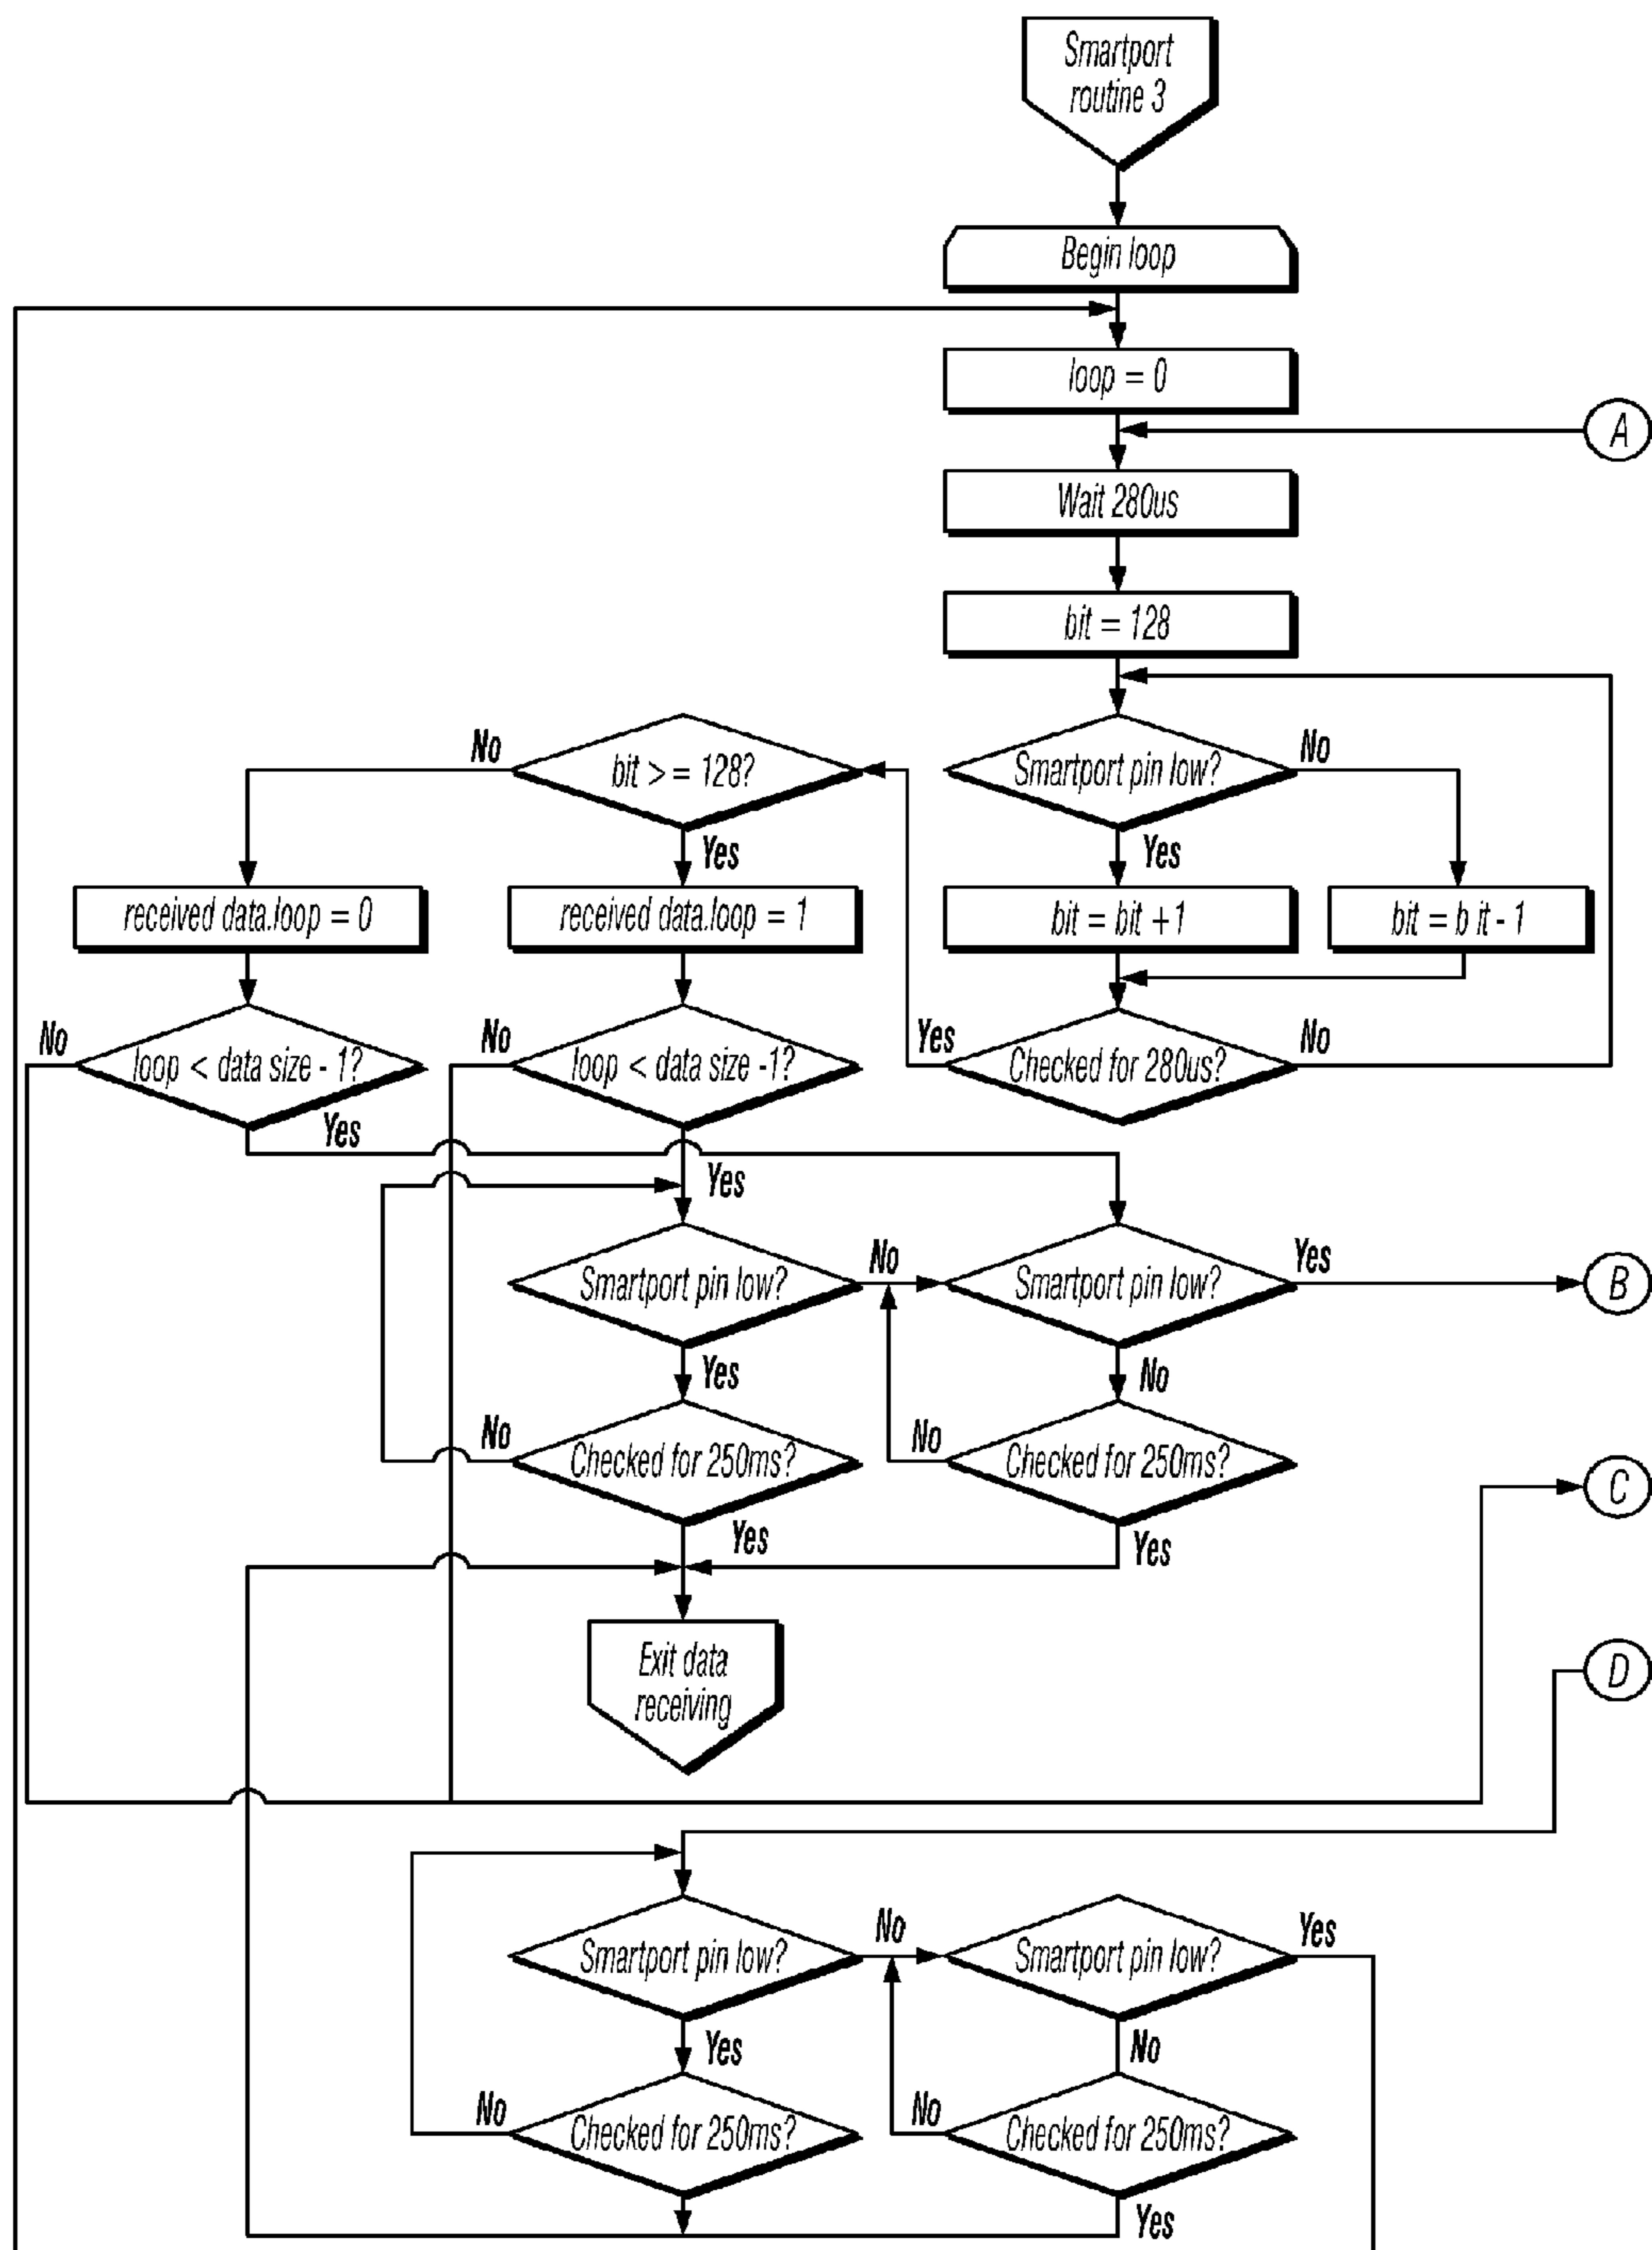 Smartport
routine 3
Begin loop
loop = 0
A
Wait 280us
bit = 128
No
bit > = 128?
Smartport pin low?
No
Yes
Yes
received data.loop = 0
received data.loop = 1
bit = bit +1
bit = b it - 1
No
loop < data size - 1?
No
loop < data size -1?
Yes
Checked for 280us?
No
Yes
Yes
Smartport pin low?
No
Smartport pin low?
Yes
B
Yes
No
No
Checked for 250ms?
No
Checked for 250ms?
C
Yes
Yes
Exit data
receiving
D
Smartport pin low?
No
Smartport pin low?
Yes
Yes
No
No
Checked for 250ms?
No
Checked for 250ms?
Yes